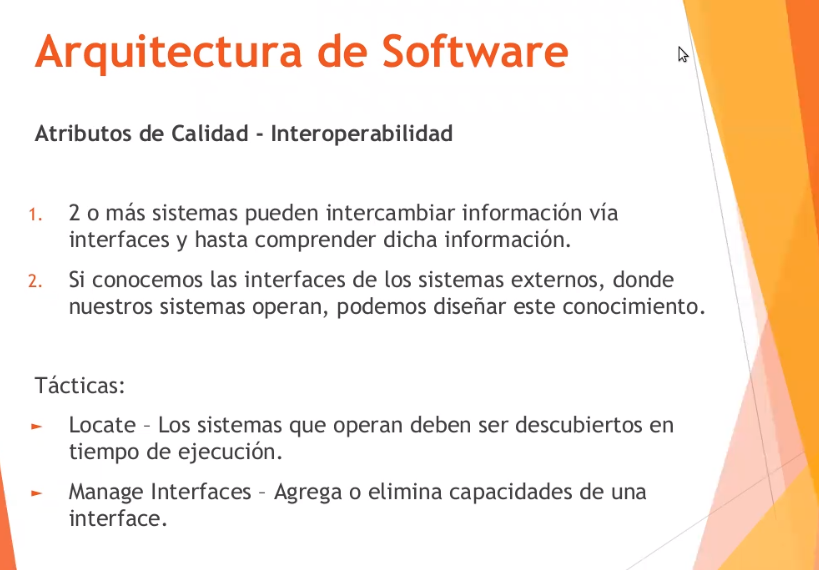 Arquitectura de Software
Atributos de Calidad - Interoperabilidad
1. 2 o más sistemas pueden intercambiar información vía
interfaces y hasta comprender dicha información.
2. Si conocemos las interfaces de los sistemas externos, donde
nuestros sistemas operan, podemos diseñar este conocimiento.
Tácticas:
► Locate – Los sistemas que operan deben ser descubiertos en
tiempo de ejecución.
► Manage Interfaces – Agrega o elimina capacidades de una
interface.